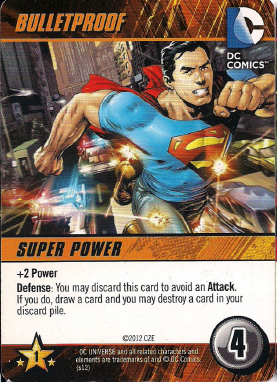 BULLETPROOF
DC
DC
COMICS™
SUPER POWER
+2 Power
Defense: You may discard this card to avoid an Attack.
If you do, draw a card and you may destroy a card in your
discard pile.
©2012 CZE
1
DC UNIVERSE and all related characters and
elements are trademarks of and © DC Comics.
(s12)
4